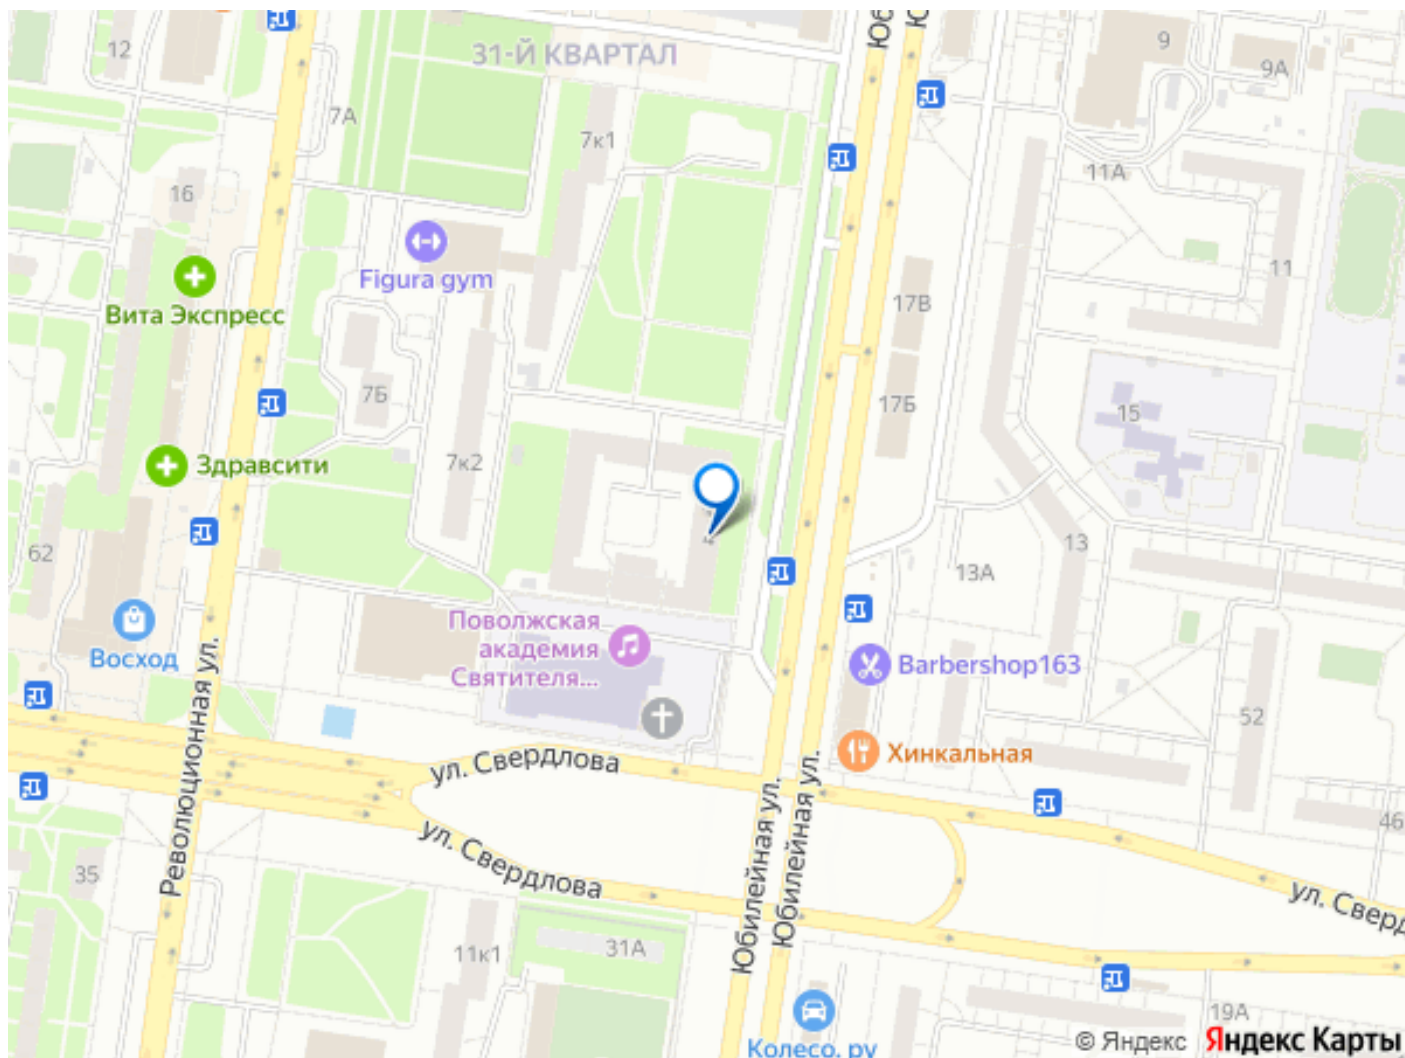 12
31-Й КВАРТАЛ
9
9А
7А
7к1
11А
16
Figura gym
11
Вита Экспресс
17В
7Б
17Б
15
7к2
Здравсити
62
13
13А
Поволжская
академия
Святителя...
Восход
Barbershop163
52
Революционная ул.
ул. Свердлова
Хинкальная
46
ул. Свердлова
Юбилейная ул.
Юбилейная ул.
35
ул. Сверд
11к1
31А
19А
Колесо.ру
© Яндекс Яндекс Карты